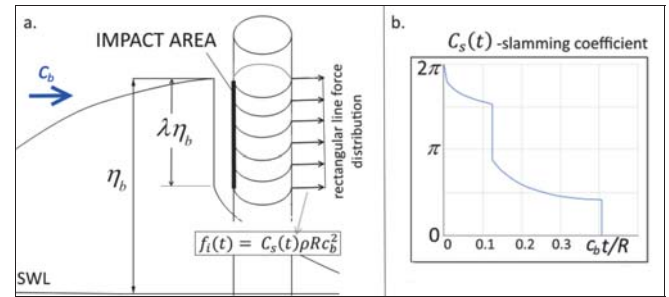 a.
IMPACT AREA
c_b
λη_b
η_b
rectangular line force
distribution
f_i(t) = C_s(t)ρRc_b^2
SWL
b.
C_s(t) -slamming coefficient
2π
π
0
0 0.1 0.2 0.3 c_b t/R